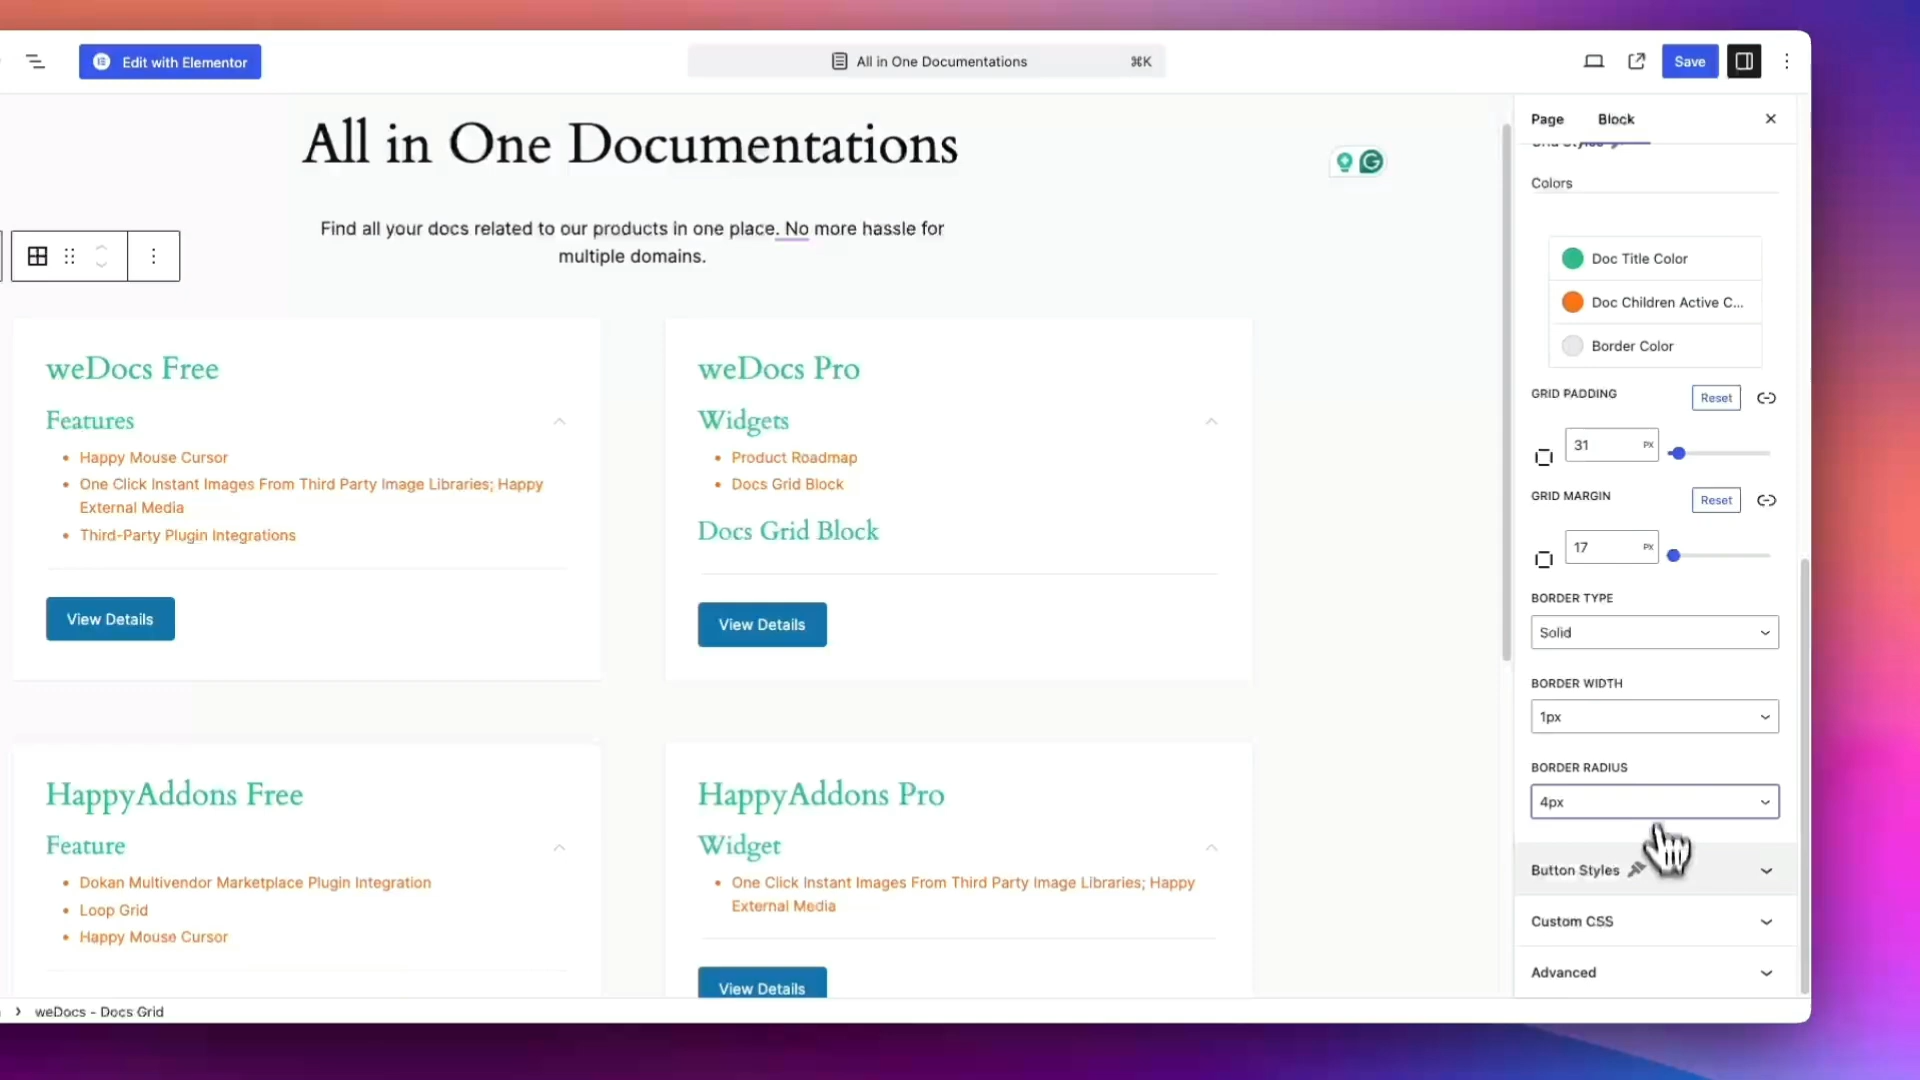 Edit with Elementor
All in One Documentations
⌘K
Save
All in One Documentations
Find all your docs related to our products in one place. No more hassle for
multiple domains.
weDocs Free
Features
Happy Mouse Cursor
One Click Instant Images From Third Party Image Libraries; Happy
External Media
Third-Party Plugin Integrations
View Details
weDocs Pro
Widgets
Product Roadmap
Docs Grid Block
Docs Grid Block
View Details
HappyAddons Free
Feature
Dokan Multivendor Marketplace Plugin Integration
Loop Grid
Happy Mouse Cursor
HappyAddons Pro
Widget
One Click Instant Images From Third Party Image Libraries; Happy
External Media
View Details
Page
Block
Grid Styles
Colors
Doc Title Color
Doc Children Active C...
Border Color
GRID PADDING
Reset
31
PX
GRID MARGIN
Reset
17
PX
BORDER TYPE
Solid
BORDER WIDTH
1px
BORDER RADIUS
4px
Button Styles
Custom CSS
Advanced
weDocs - Docs Grid